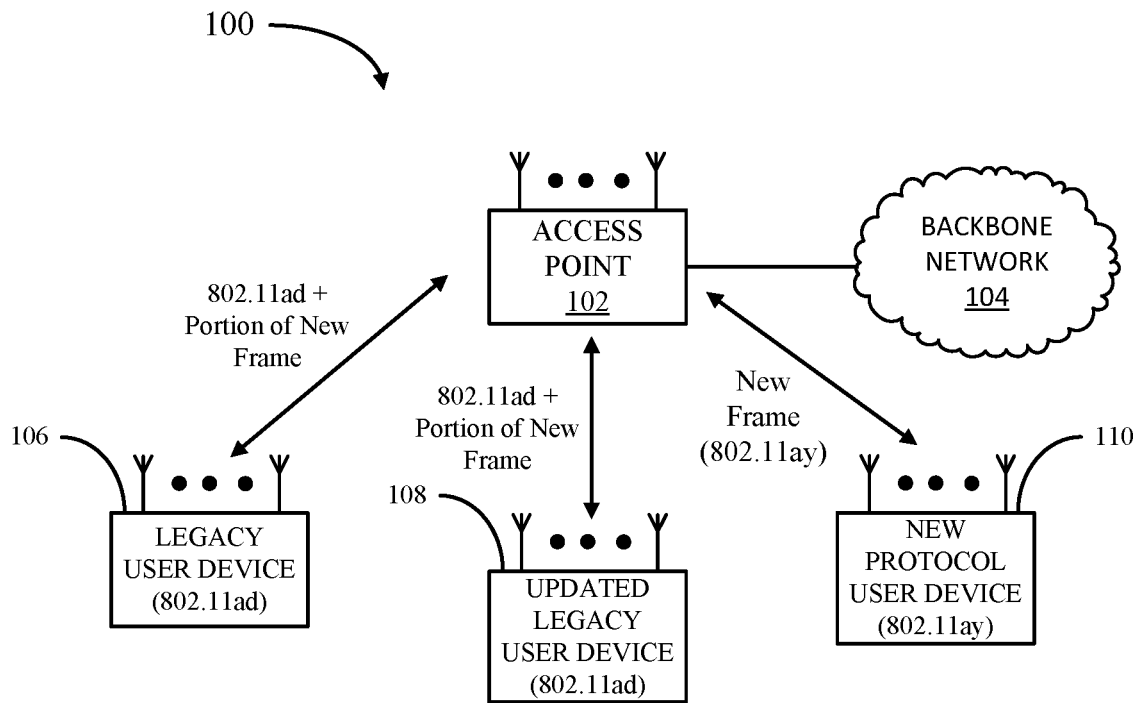 100
ACCESS
POINT
102
BACKBONE
NETWORK
104
802.11ad +
Portion of New
Frame
802.11ad +
Portion of New
Frame
New
Frame
(802.11ay)
106
108
110
LEGACY
USER DEVICE
(802.11ad)
UPDATED
LEGACY
USER DEVICE
(802.11ad)
NEW
PROTOCOL
USER DEVICE
(802.11ay)